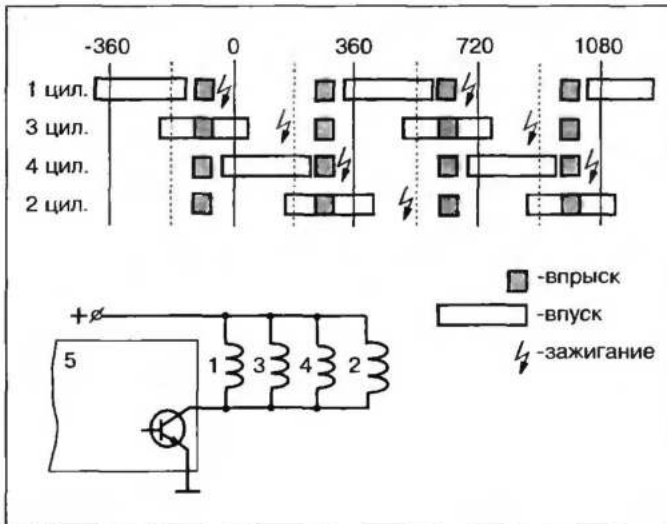 -360 0 360 720 1080
1 цил.
3 цил.
4 цил.
2 цил.
-впрыск
-впуск
-зажигание
+
5 1 3 4 2